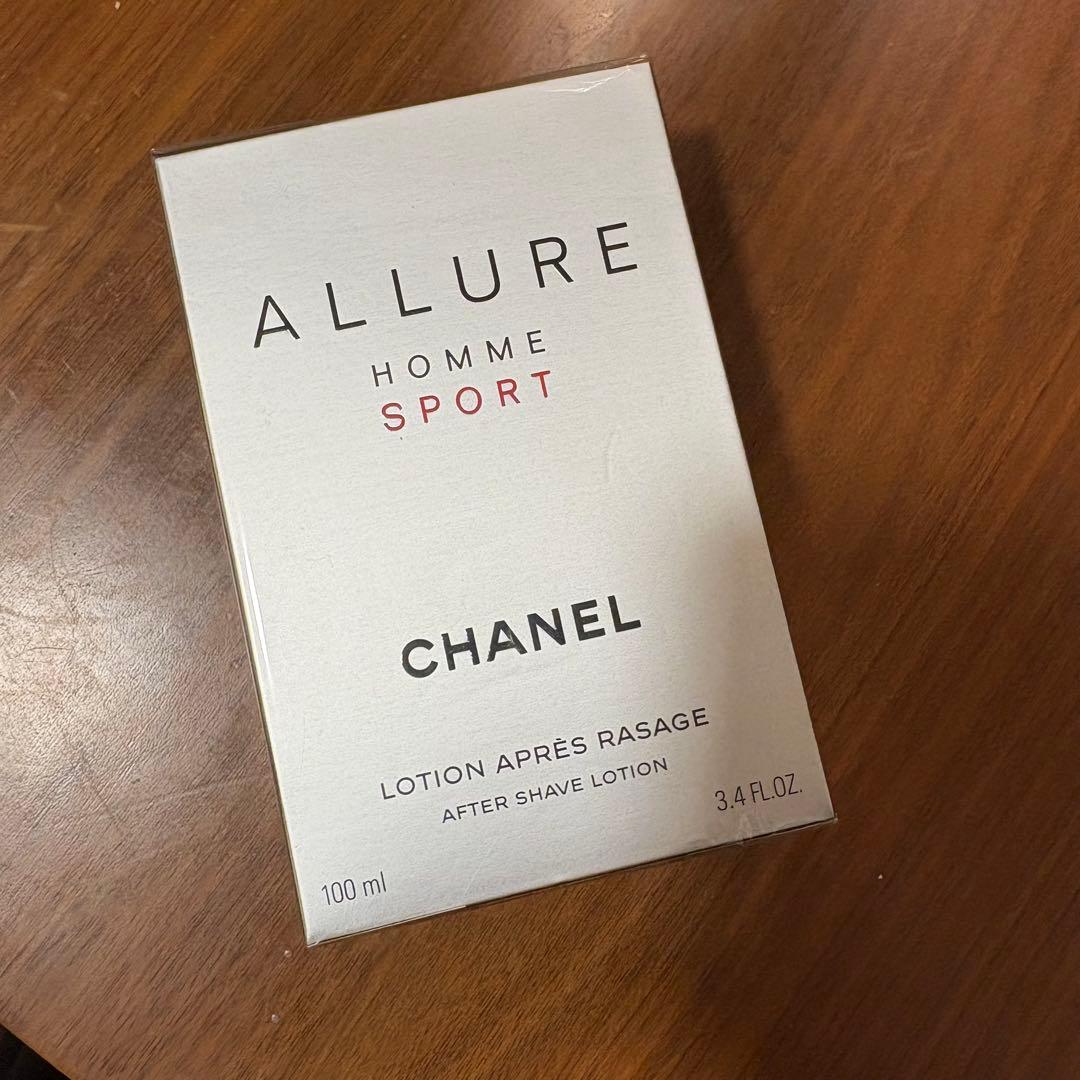 ALLURE
HOMME
SPORT
CHANEL
LOTION APRÈS RASAGE
AFTER SHAVE LOTION
100 ml
3.4 FL.OZ.